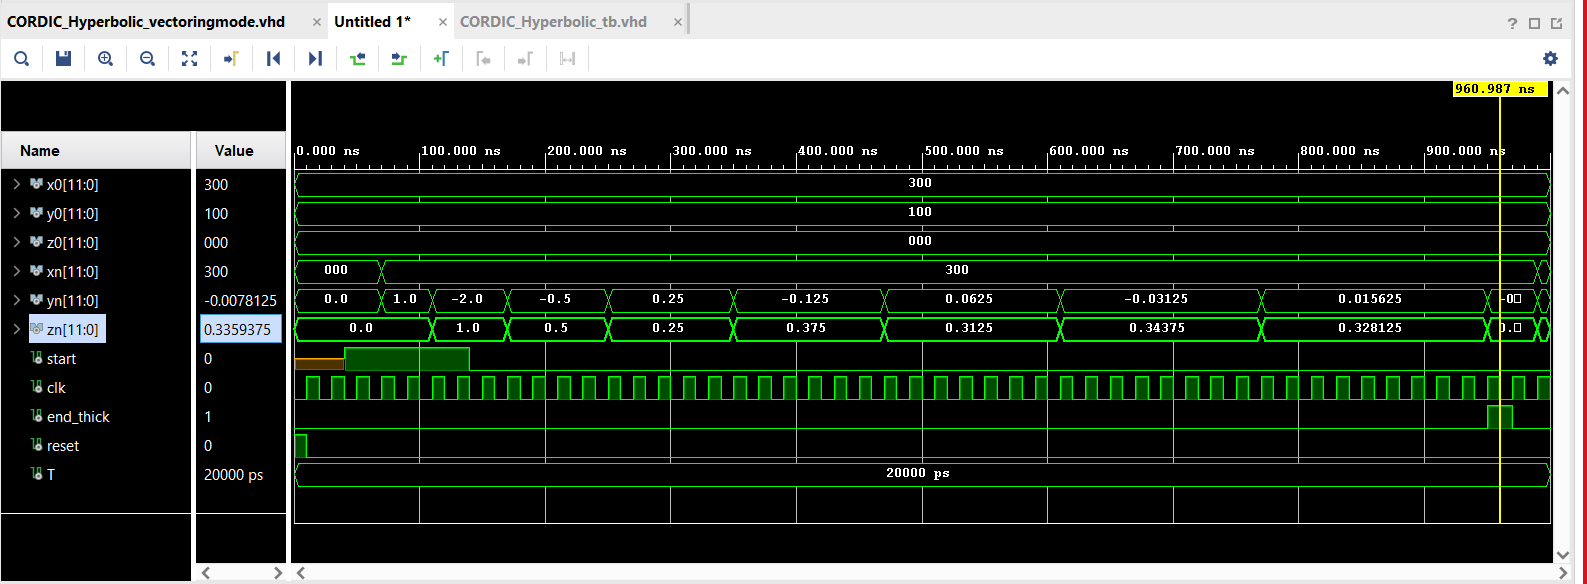 CORDIC_Hyperbolic_vectoringmode.vhd × Untitled 1* × CORDIC_Hyperbolic_tb.vhd ×
960.987 ns
Name Value 0.000 ns 100.000 ns 200.000 ns 300.000 ns 400.000 ns 500.000 ns 600.000 ns 700.000 ns 800.000 ns 900.000 ns
x0[11:0] 300 300
y0[11:0] 100 100
z0[11:0] 000 000
xn[11:0] 300 000 300
yn[11:0] -0.0078125 0.0 1.0 -2.0 -0.5 0.25 -0.125 0.0625 -0.03125 0.015625 -0
zn[11:0] 0.3359375 0.0 1.0 0.5 0.25 0.375 0.3125 0.34375 0.328125 0.
start 0
clk 0
end_thick 1
reset 0
T 20000 ps 20000 ps